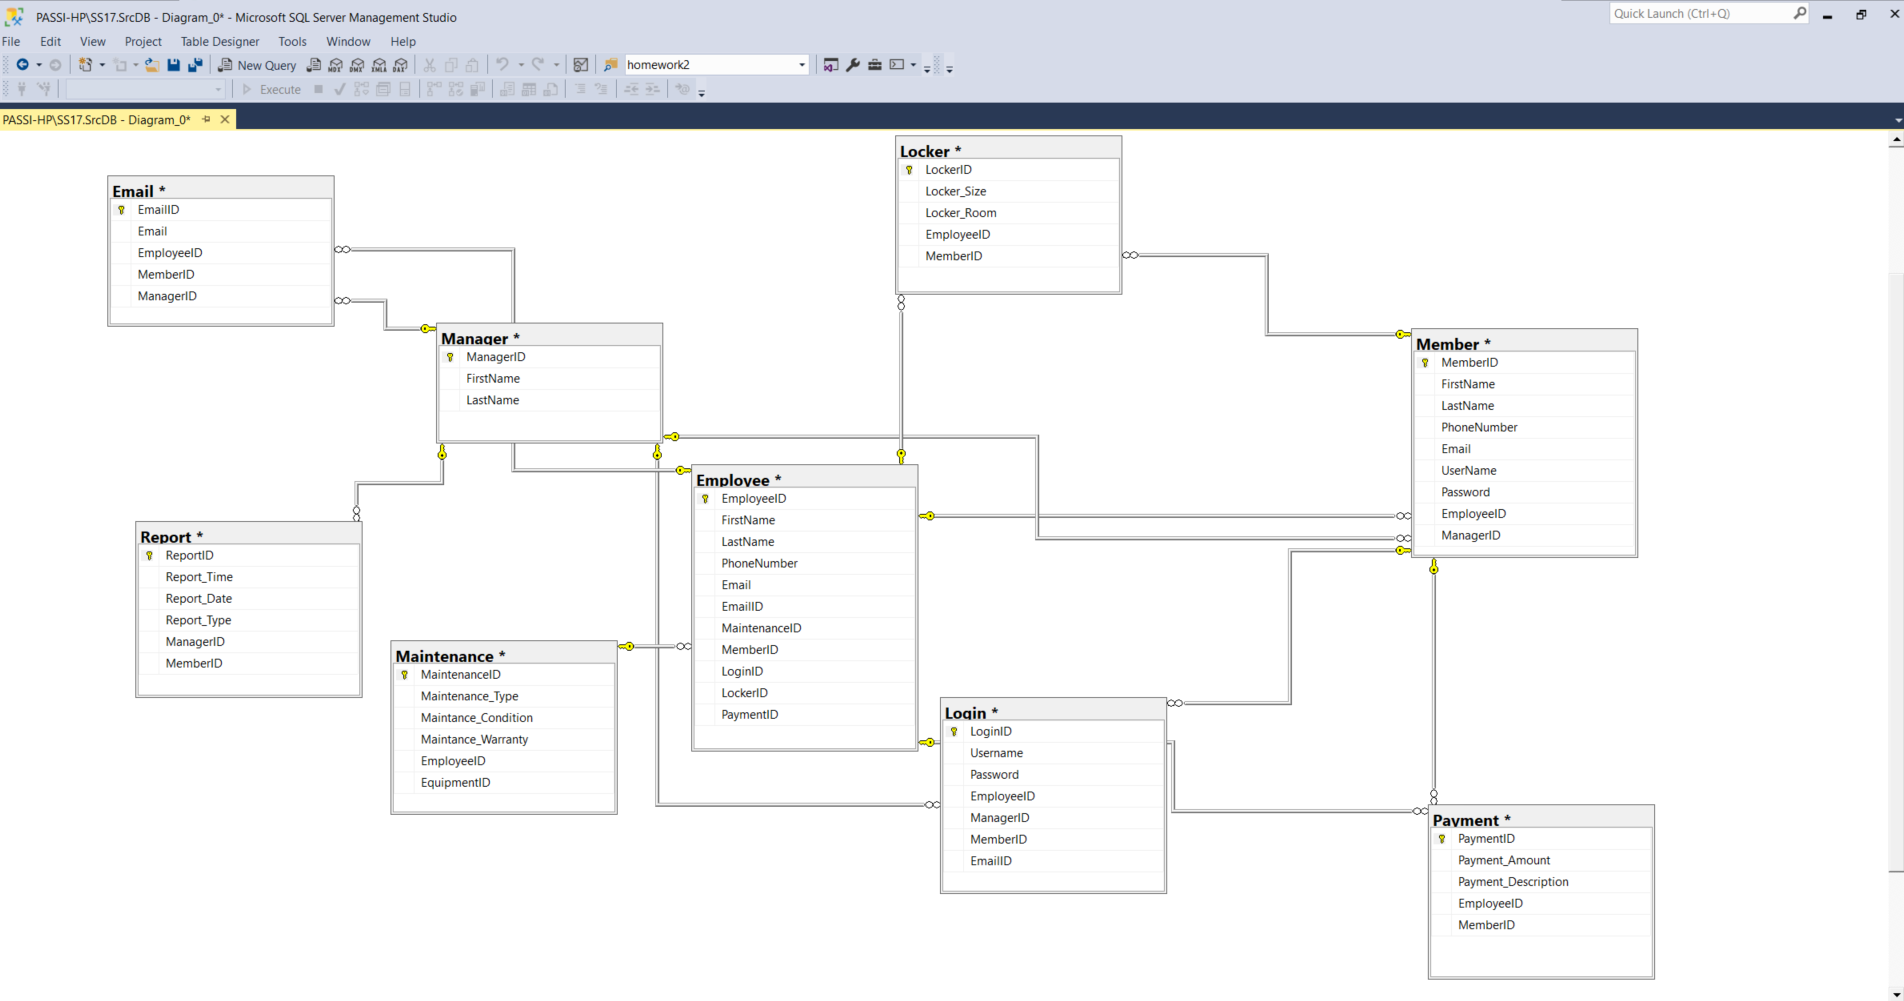 PASSI-HP\SS17.SrcDB - Diagram_0* - Microsoft SQL Server Management Studio
Quick Launch (Ctrl+Q)
File Edit View Project Table Designer Tools Window Help
New Query MDX DMX XMLA DAX homework2
Execute
PASSI-HP\SS17.SrcDB - Diagram_0*
Email *
EmailID
Email
EmployeeID
MemberID
ManagerID
Locker *
LockerID
Locker_Size
Locker_Room
EmployeeID
MemberID
Manager *
ManagerID
FirstName
LastName
Member *
MemberID
FirstName
LastName
PhoneNumber
Email
UserName
Password
EmployeeID
ManagerID
Employee *
EmployeeID
FirstName
LastName
PhoneNumber
Email
EmailID
MaintenanceID
MemberID
LoginID
LockerID
PaymentID
Report *
ReportID
Report_Time
Report_Date
Report_Type
ManagerID
MemberID
Maintenance *
MaintenanceID
Maintenance_Type
Maintance_Condition
Maintance_Warranty
EmployeeID
EquipmentID
Login *
LoginID
Username
Password
EmployeeID
ManagerID
MemberID
EmailID
Payment *
PaymentID
Payment_Amount
Payment_Description
EmployeeID
MemberID